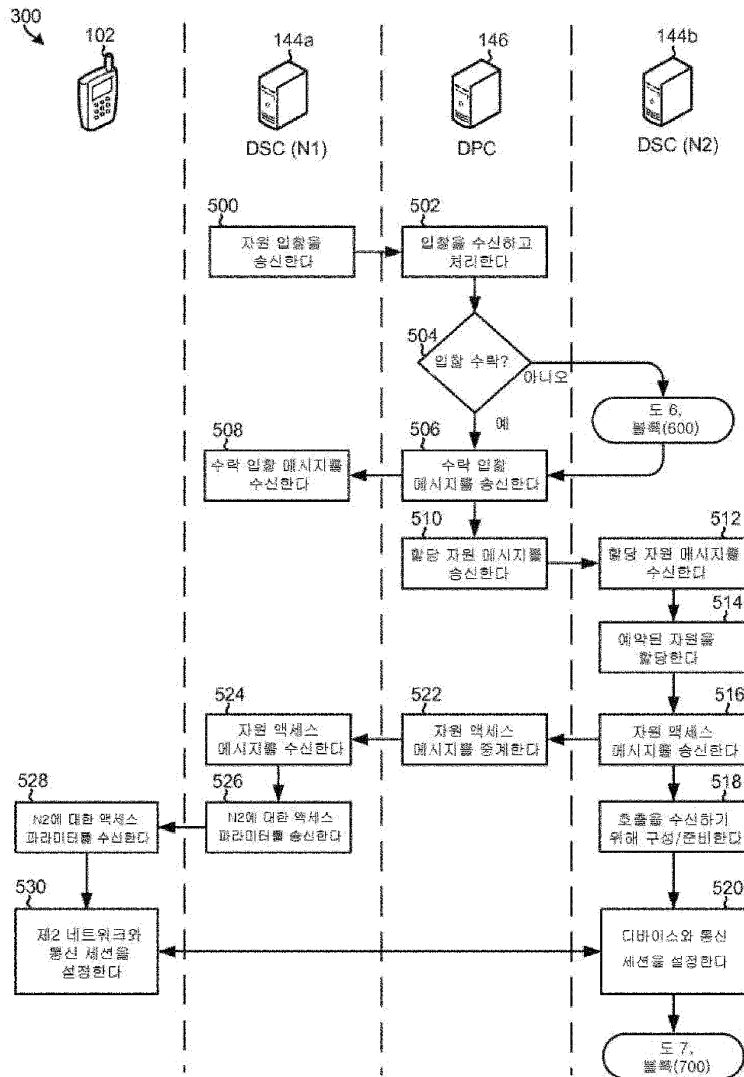 300
102
144a
146
144b
DSC (N1)
DPC
DSC (N2)
500
자원 입찰을
송신한다
502
입찰을 수신하고
처리한다
504
입찰 수락?
아니오
예
도 6,
블록(600)
508
수락 입찰 메시지를
수신한다
506
수락 입찰
메시지를 송신한다
510
할당 자원 메시지를
송신한다
512
할당 자원 메시지를
수신한다
514
예약된 자원을
할당한다
524
자원 액세스
메시지를 수신한다
522
자원 액세스
메시지를 중계한다
516
자원 액세스
메시지를 송신한다
528
N2에 대한 액세스
파라미터를 수신한다
526
N2에 대한 액세스
파라미터를 송신한다
518
호출을 수신하기
위해 구성/준비한다
530
제2 네트워크와
통신 세션을
설정한다
520
디바이스와 통신
세션을 설정한다
도 7,
블록(700)